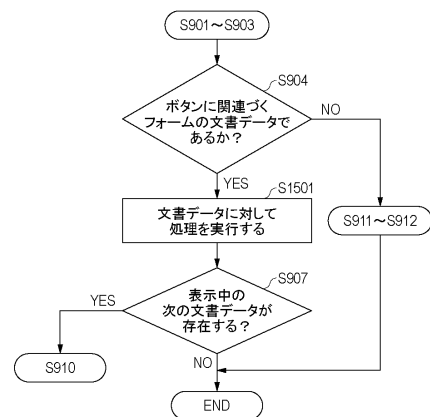 S901～S903
S904
ボタンに関連づく
フォームの文書データで
あるか？
NO
YES
S1501
文書データに対して
処理を実行する
S911～S912
S907
表示中の
次の文書データが
存在する？
YES
NO
S910
END